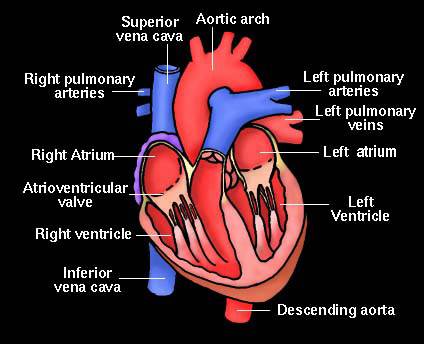 Superior
vena cava
Aortic arch
Right pulmonary
arteries
Left pulmonary
arteries
Left pulmonary
veins
Right Atrium
Left atrium
Atrioventricular
valve
Left
Ventricle
Right ventricle
Inferior
vena cava
Descending aorta